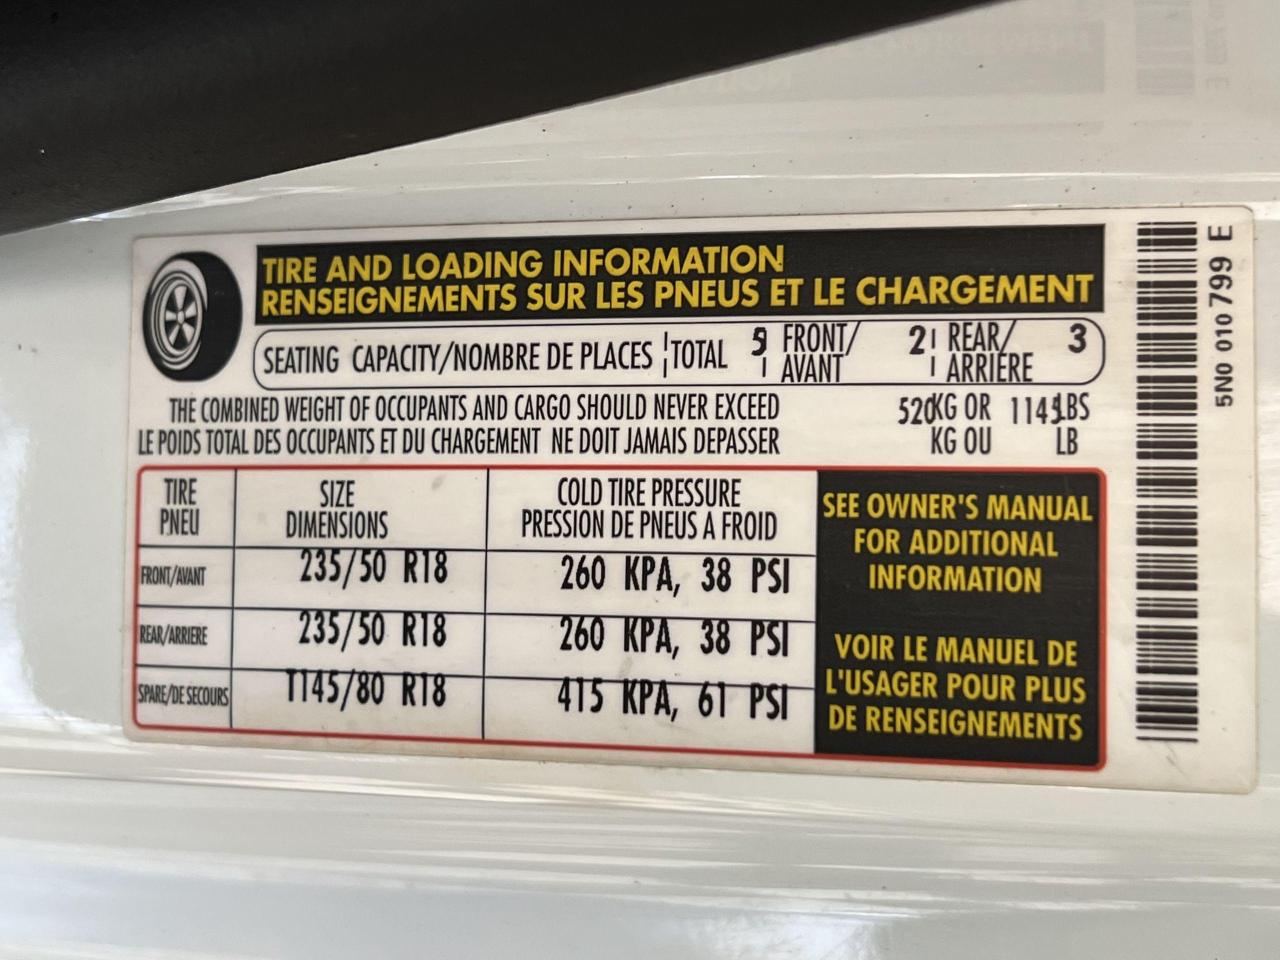 TIRE AND LOADING INFORMATION
RENSEIGNEMENTS SUR LES PNEUS ET LE CHARGEMENT
SEATING CAPACITY/NOMBRE DE PLACES TOTAL 5 FRONT/AVANT 2 REAR/ARRIÈRE 3
THE COMBINED WEIGHT OF OCCUPANTS AND CARGO SHOULD NEVER EXCEED 520KG OR 1145LBS
LE POIDS TOTAL DES OCCUPANTS ET DU CHARGEMENT NE DOIT JAMAIS DEPASSER KG OU LB
TIRE SIZE COLD TIRE PRESSURE
PNEU DIMENSIONS PRESSION DE PNEUS A FROID
FRONT/AVANT 235/50 R18 260 KPA, 38 PSI
REAR/ARRIERE 235/50 R18 260 KPA, 38 PSI
SPARE/DE SECOURS T145/80 R18 415 KPA, 61 PSI
SEE OWNER'S MANUAL
FOR ADDITIONAL
INFORMATION
VOIR LE MANUEL DE
L'USAGER POUR PLUS
DE RENSEIGNEMENTS
5N0 010 799 E